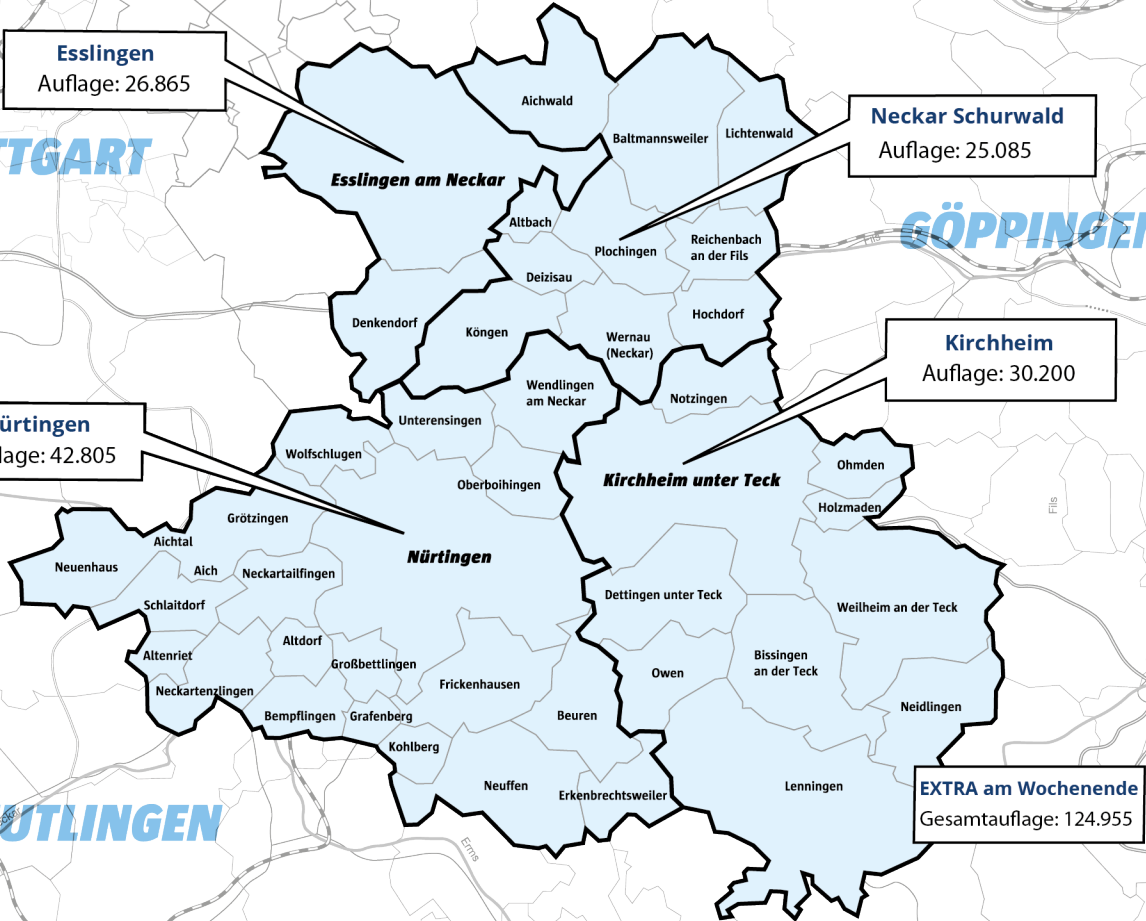 Esslingen
Auflage: 26.865
TTGART
Aichwald
Baltmannsweiler
Lichtenwald
Neckar Schurwald
Auflage: 25.085
Esslingen am Neckar
Altbach
Plochingen
Reichenbach
an der Fils
Fils
GÖPPINGEN
Deizisau
Denkendorf
Köngen
Wernau
(Neckar)
Hochdorf
Kirchheim
Auflage: 30.200
Wendlingen
am Neckar
Notzingen
ürtingen
lage: 42.805
Unterensingen
Wolfschlugen
Oberboihingen
Kirchheim unter Teck
Ohmden
Holzmaden
Fils
Grötzingen
Aichtal
Nürtingen
Neuenhaus
Aich
Neckartailfingen
Schlaitdorf
Dettingen unter Teck
Weilheim an der Teck
Altenriet
Altdorf
Großbettlingen
Bissingen
an der Teck
Owen
Neckartenzlingen
Frickenhausen
Neidlingen
Bempflingen
Grafenberg
Beuren
Kohlberg
Neuffen
Erkenbrechtsweiler
Lenningen
EXTRA am Wochenende
Gesamtauflage: 124.955
UTLINGEN
Erms